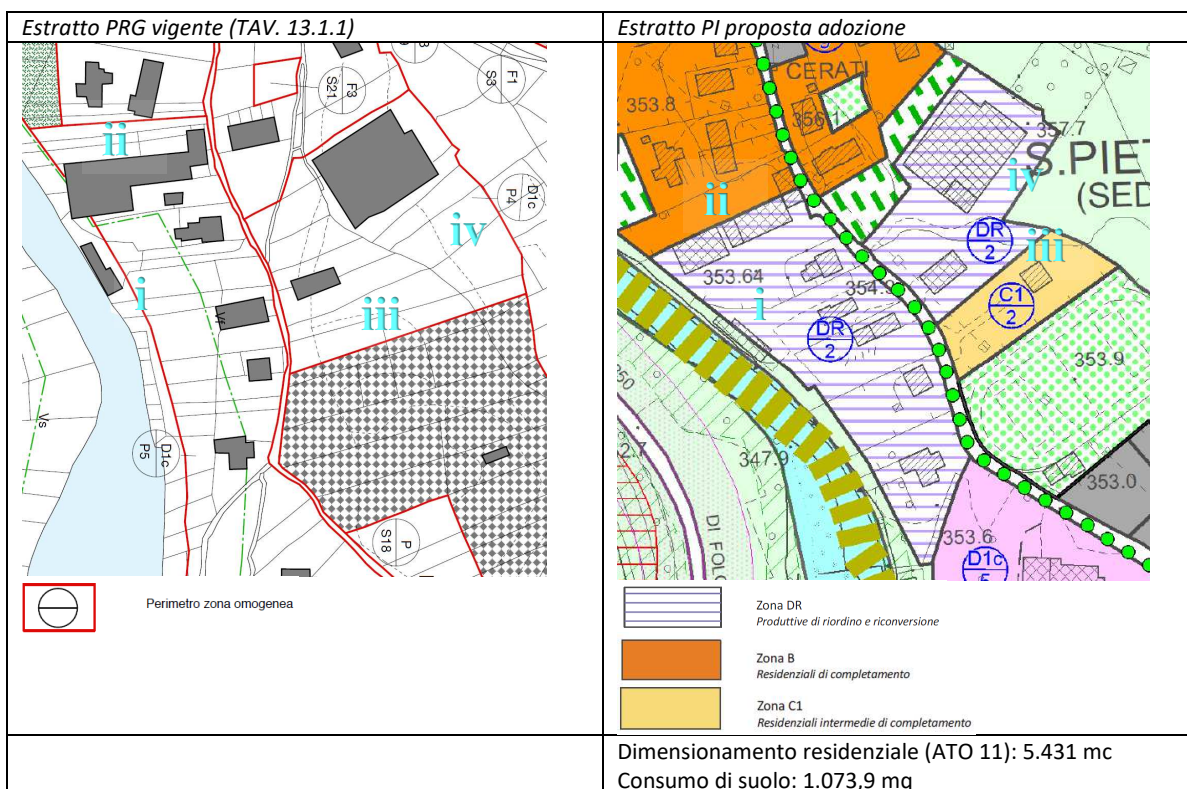 Estratto PRG vigente (TAV. 13.1.1)
Estratto PI proposta adozione
ii
F3
S21
F1
S3
D1c
P4
iv
i
iii
Vf
Vs
D1c
P5
P
S18
Perimetro zona omogenea
CERATI
353.8
356.1
357.7
S.PIET
(SED
ii
iv
iii
DR
2
353.64
i
354.9
C1
2
DR
2
353.9
347.9
353.0
353.6
D1c
5
DI FOLG
Zona DR
Produttive di riordino e riconversione
Zona B
Residenziali di completamento
Zona C1
Residenziali intermedie di completamento
Dimensionamento residenziale (ATO 11): 5.431 mc
Consumo di suolo: 1.073,9 mq